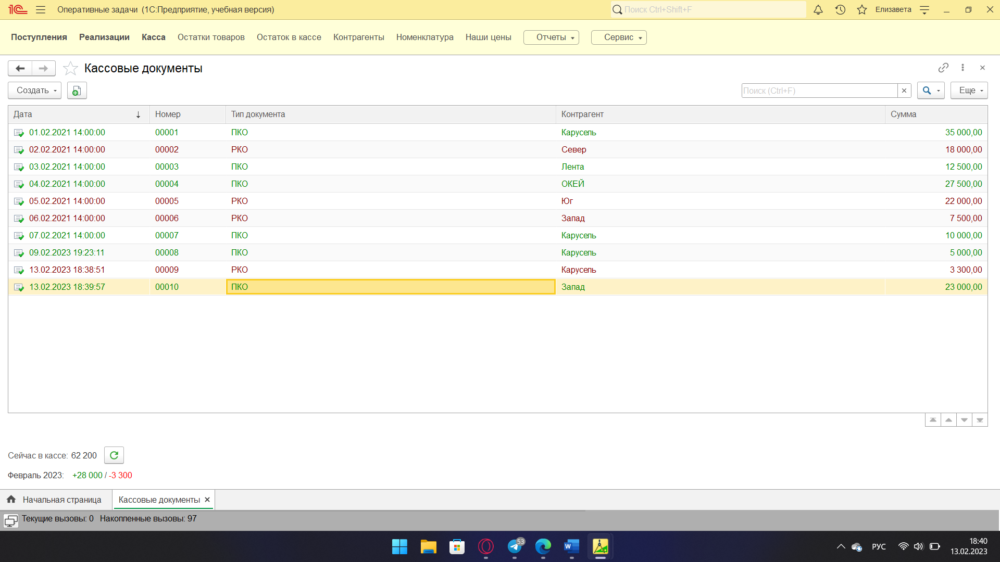 1С Оперативные задачи (1С:Предприятие, учебная версия) Поиск Ctrl+Shift+F Елизавета
Поступления Реализации Касса Остатки товаров Остаток в кассе Контрагенты Номенклатура Наши цены Отчеты Сервис
Кассовые документы
Создать Поиск (Ctrl+F) Еще
Дата Номер Тип документа Контрагент Сумма
01.02.2021 14:00:00 00001 ПКО Карусель 35 000,00
02.02.2021 14:00:00 00002 РКО Север 18 000,00
03.02.2021 14:00:00 00003 ПКО Лента 12 500,00
04.02.2021 14:00:00 00004 ПКО ОКЕЙ 27 500,00
05.02.2021 14:00:00 00005 РКО Юг 22 000,00
06.02.2021 14:00:00 00006 РКО Запад 7 500,00
07.02.2021 14:00:00 00007 ПКО Карусель 10 000,00
09.02.2023 19:23:11 00008 ПКО Карусель 5 000,00
13.02.2023 18:38:51 00009 РКО Карусель 3 300,00
13.02.2023 18:39:57 00010 ПКО Запад 23 000,00
Сейчас в кассе: 62 200
Февраль 2023: +28 000 / -3 300
Начальная страница Кассовые документы
Текущие вызовы: 0 Накопленные вызовы: 97
53 W РУС 18:40
13.02.2023